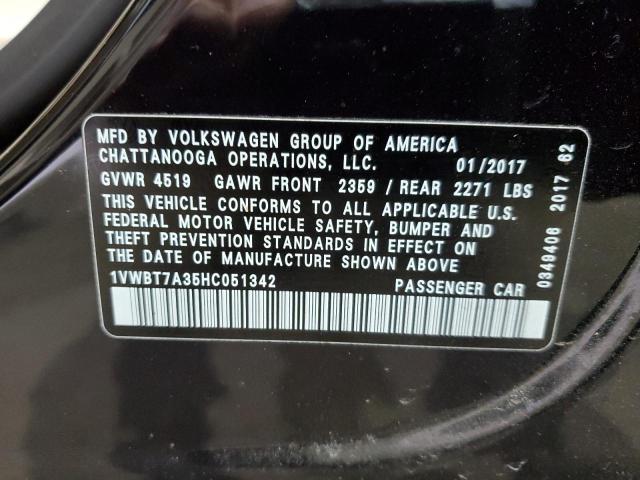 MFD BY VOLKSWAGEN GROUP OF AMERICA
CHATTANOOGA OPERATIONS, LLC. 01/2017
GVWR 4519 GAWR FRONT 2359 / REAR 2271 LBS
THIS VEHICLE CONFORMS TO ALL APPLICABLE U.S.
FEDERAL MOTOR VEHICLE SAFETY, BUMPER AND
THEFT PREVENTION STANDARDS IN EFFECT ON
THE DATE OF MANUFACTURE SHOWN ABOVE
1VWBT7A35HC051342 PASSENGER CAR
0349406 2017 62